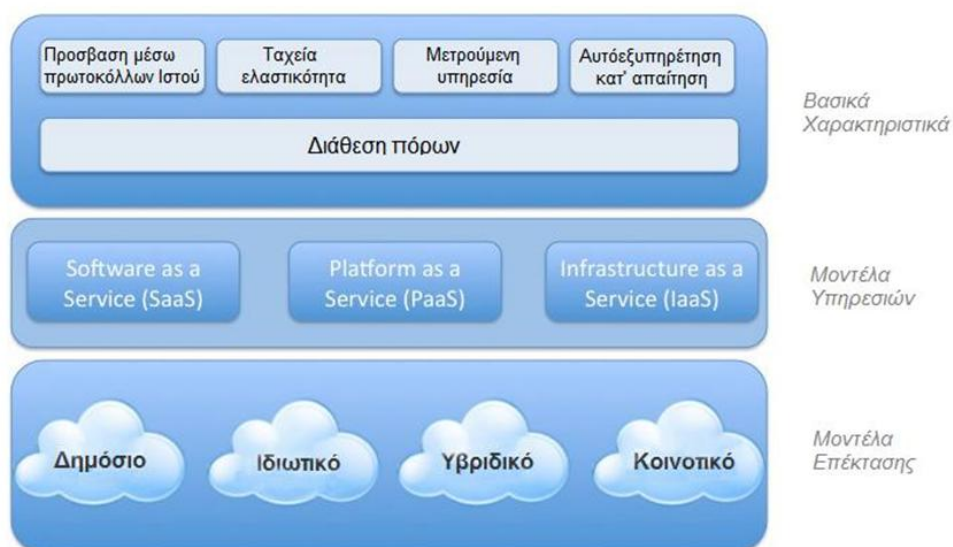 Προσβαση μέσω
πρωτοκόλλων Ιστού
Ταχεία
ελαστικότητα
Μετρούμενη
υπηρεσία
Αυτόεξυπηρέτηση
κατ' απαίτηση
Διάθεση πόρων
Βασικά
Χαρακτηριστικά
Software as a
Service (SaaS)
Platform as a
Service (PaaS)
Infrastructure as a
Service (IaaS)
Μοντέλα
Υπηρεσιών
Δημόσιο
Ιδιωτικό
Υβριδικό
Κοινοτικό
Μοντέλα
Επέκτασης